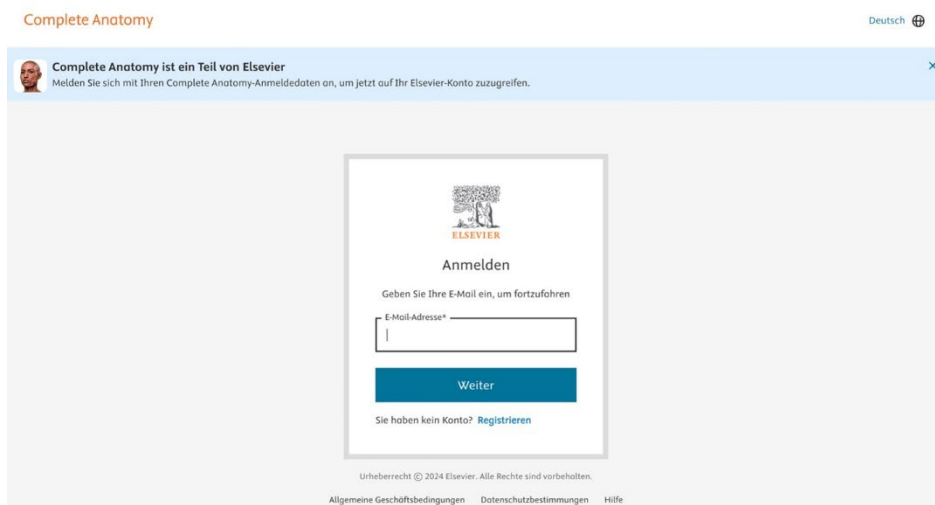 Complete Anatomy
Deutsch
Complete Anatomy ist ein Teil von Elsevier
Melden Sie sich mit Ihren Complete Anatomy-Anmeldedaten an, um jetzt auf Ihr Elsevier-Konto zuzugreifen.
ELSEVIER
Anmelden
Geben Sie Ihre E-Mail ein, um fortzufahren
E-Mail-Adresse*
Weiter
Sie haben kein Konto? Registrieren
Urheberrecht © 2024 Elsevier. Alle Rechte sind vorbehalten.
Allgemeine Geschäftsbedingungen Datenschutzbestimmungen Hilfe